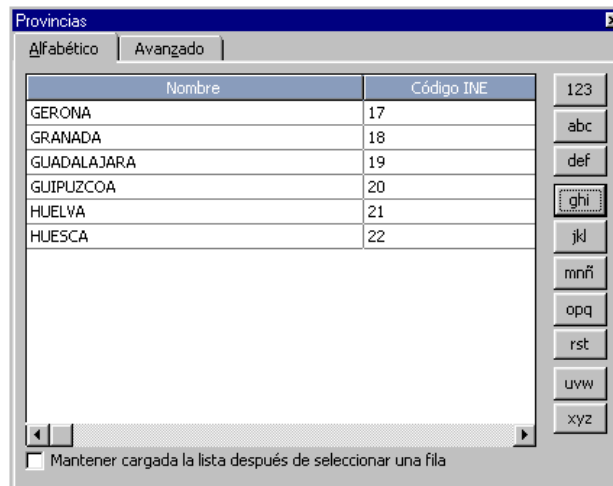 Provincias
Alfabético Avanzado
Nombre Código INE
GERONA 17
GRANADA 18
GUADALAJARA 19
GUIPUZCOA 20
HUELVA 21
HUESCA 22
123
abc
def
ghi
jkl
mnñ
opq
rst
uvw
xyz
Mantener cargada la lista después de seleccionar una fila